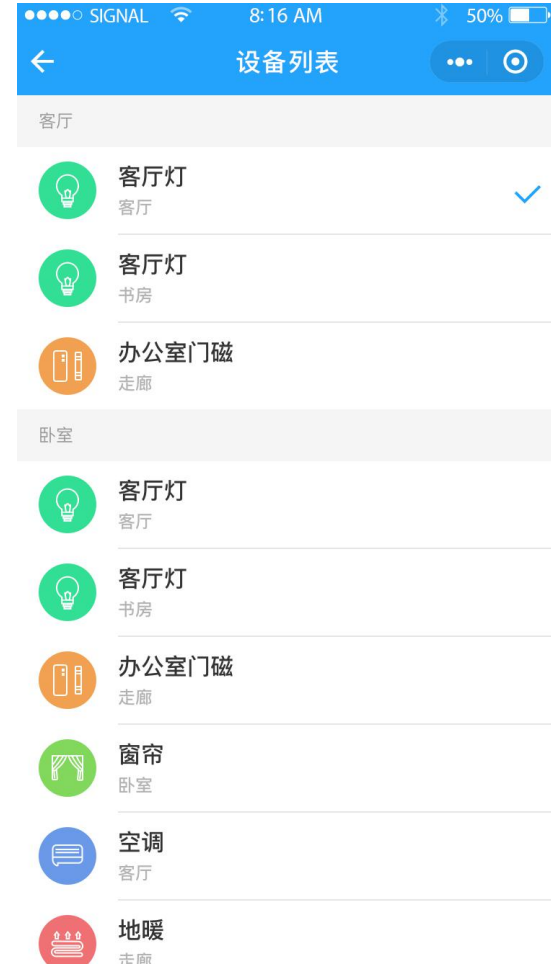 SIGNAL
8:16 AM
50%
设备列表
客厅
客厅灯
客厅
客厅灯
书房
办公室门磁
走廊
卧室
客厅灯
客厅
客厅灯
书房
办公室门磁
走廊
窗帘
卧室
空调
客厅
地暖
走廊